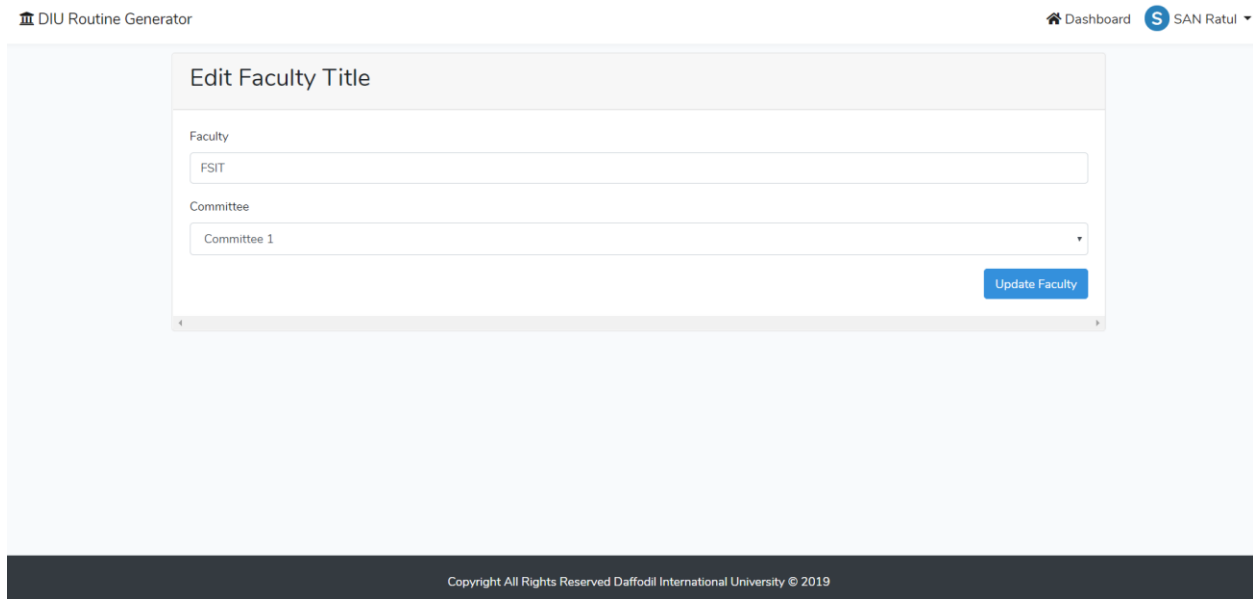 DIU Routine Generator
Dashboard S SAN Ratul
Edit Faculty Title
Faculty
FSIT
Committee
Committee 1
Update Faculty
Copyright All Rights Reserved Daffodil International University © 2019